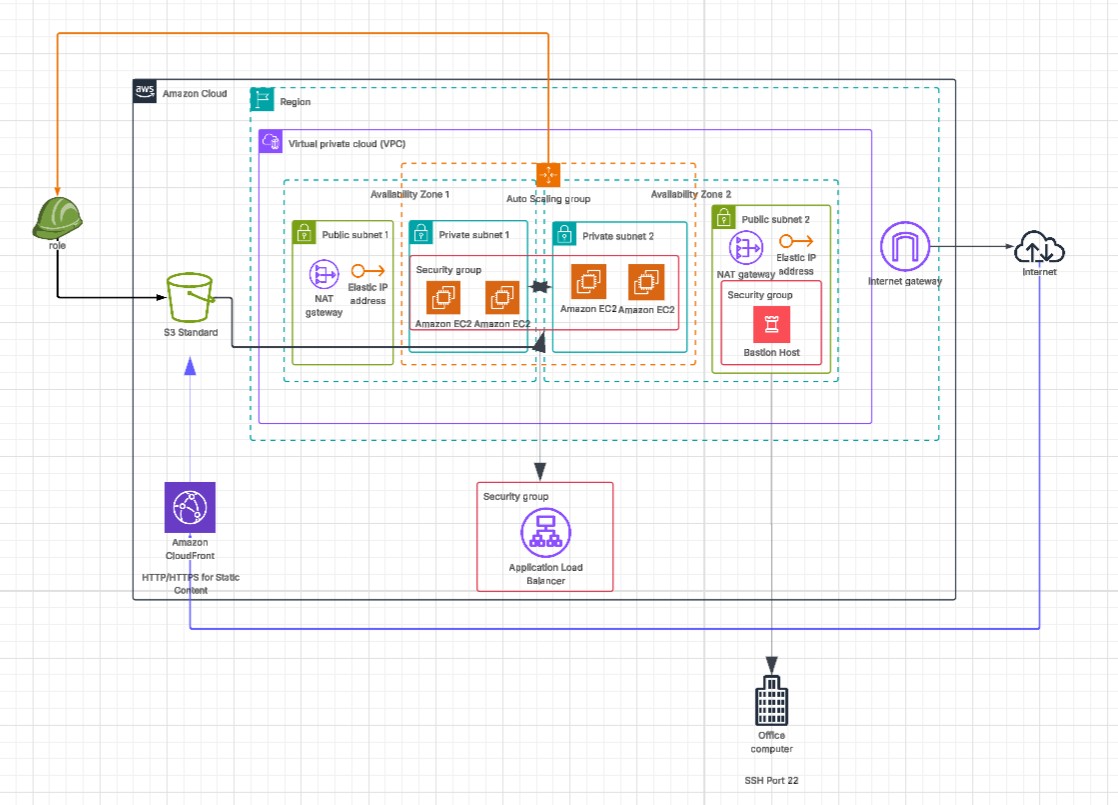 aws
Amazon Cloud
Region
Virtual private cloud (VPC)
Availability Zone 1
Auto Scaling group
Availability Zone 2
Public subnet 1
NAT
gateway
Elastic IP
address
Private subnet 1
Security group
Amazon EC2
Amazon EC2
Private subnet 2
Amazon EC2
Amazon EC2
Public subnet 2
NAT gateway
Elastic IP
address
Security group
Bastion Host
Internet gateway
Internet
role
S3 Standard
Amazon
CloudFront
HTTP/HTTPS for Static
Content
Security group
Application Load
Balancer
Office
computer
SSH Port 22